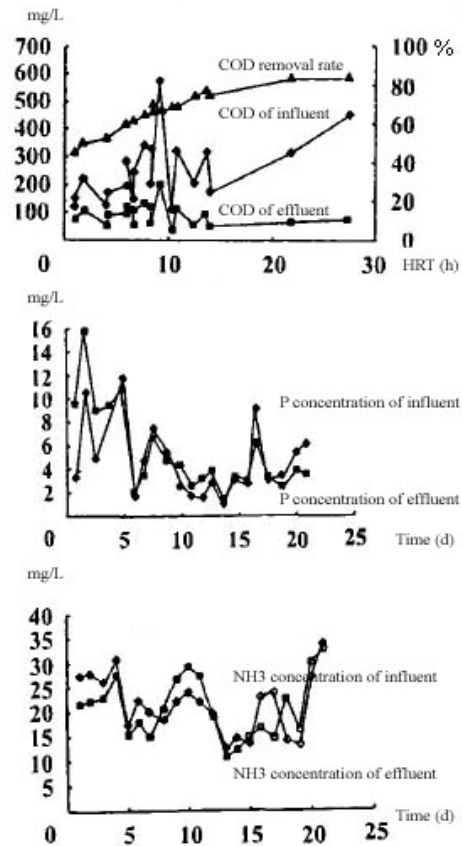 mg/L
700 100 %
600 COD removal rate
500 80
400 COD of influent 60
300 40
200
100 COD of effluent 20
0 10 20 30 0
HRT (h)
mg/L
16
14
12
10 P concentration of influent
8
6
4
2 P concentration of effluent
0 5 10 15 20 25 Time (d)
mg/L
40
35
30
25 NH3 concentration of influent
20
15
10 NH3 concentration of effluent
5
0 5 10 15 20 25 Time (d)